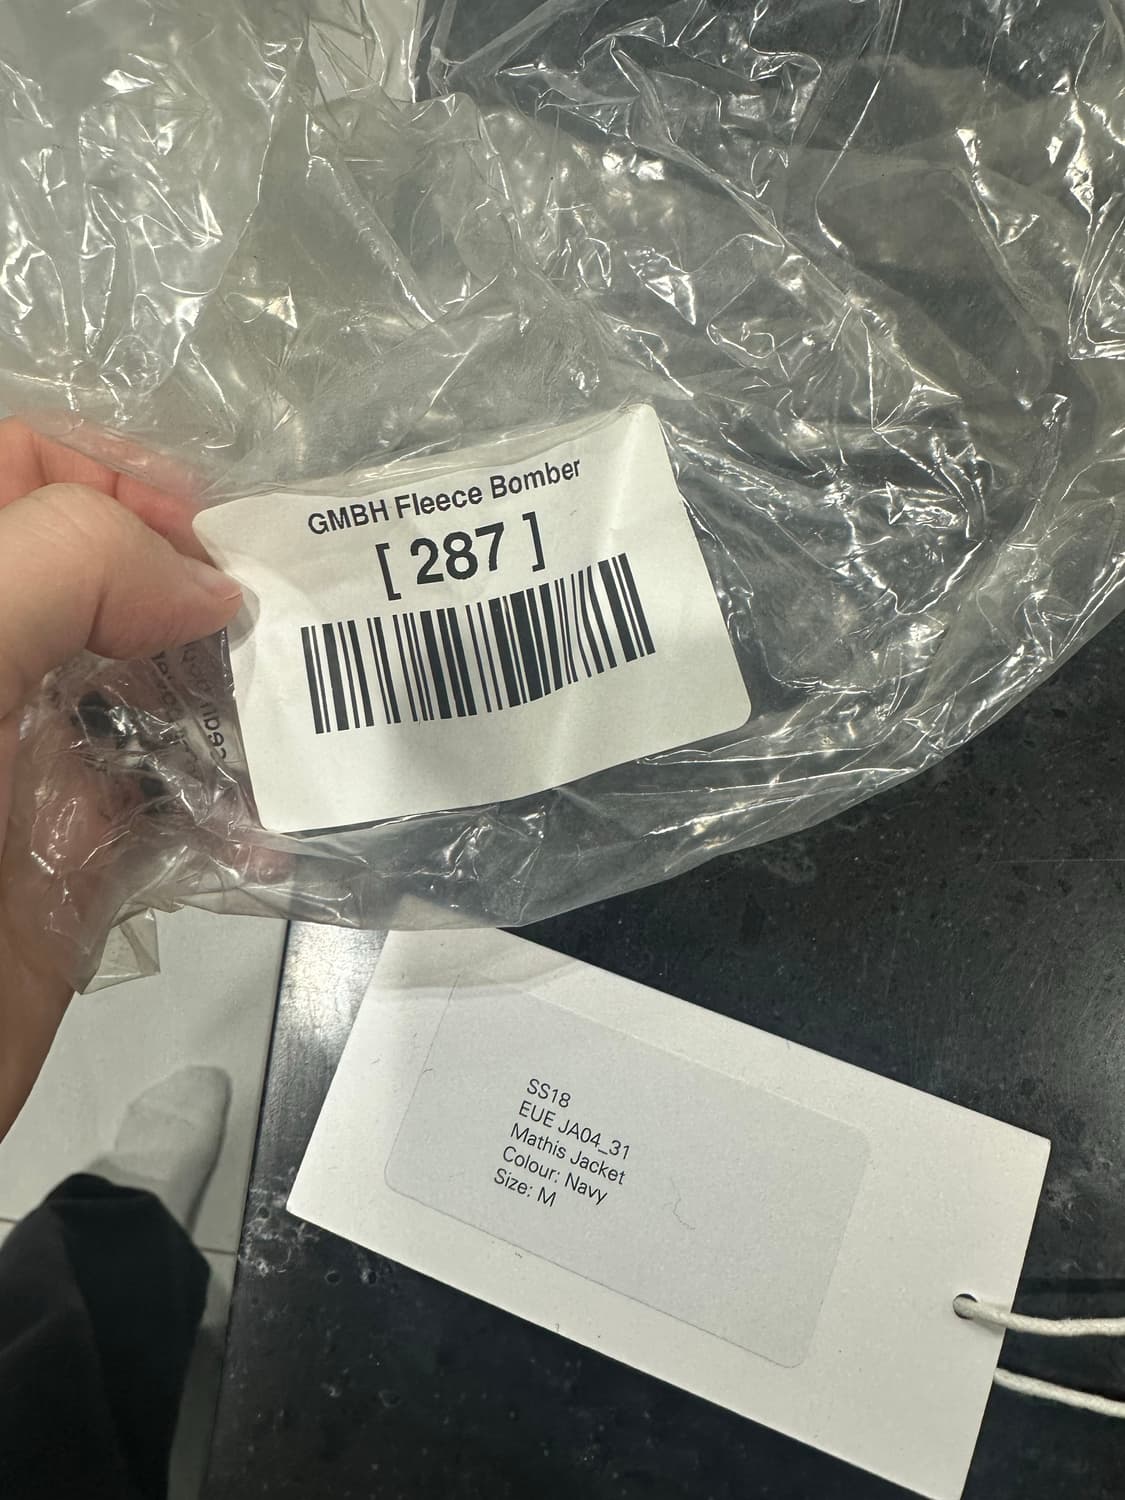 GMBH Fleece Bomber
[ 287 ]
SS18
EUE JA04_31
Mathis Jacket
Colour: Navy
Size: M